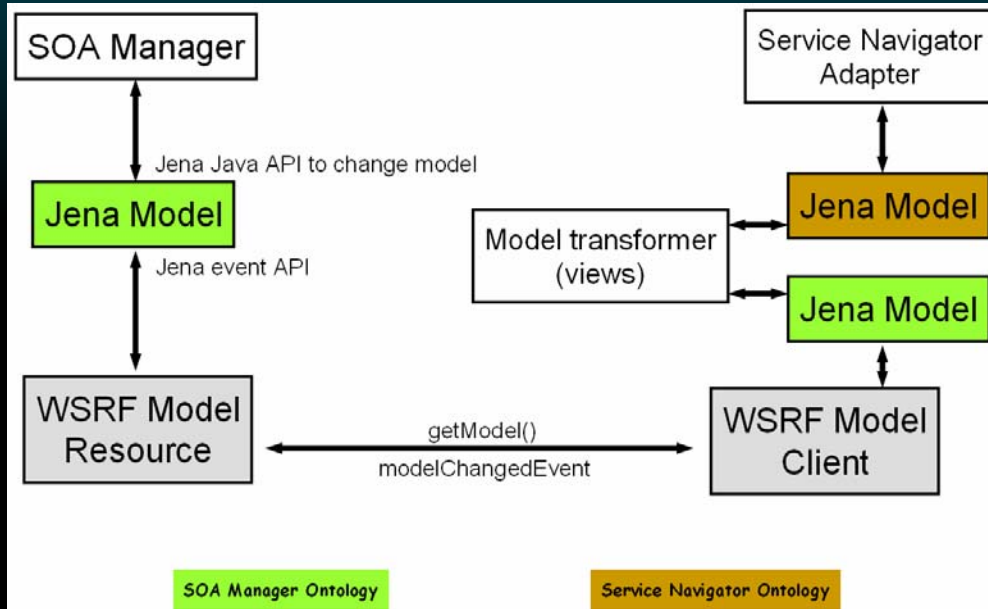 SOA Manager
Jena Java API to change model
Jena Model
Jena event API
WSRF Model
Resource
getModel()
modelChangedEvent
Service Navigator
Adapter
Jena Model
Model transformer
(views)
Jena Model
WSRF Model
Client
SOA Manager Ontology
Service Navigator Ontology